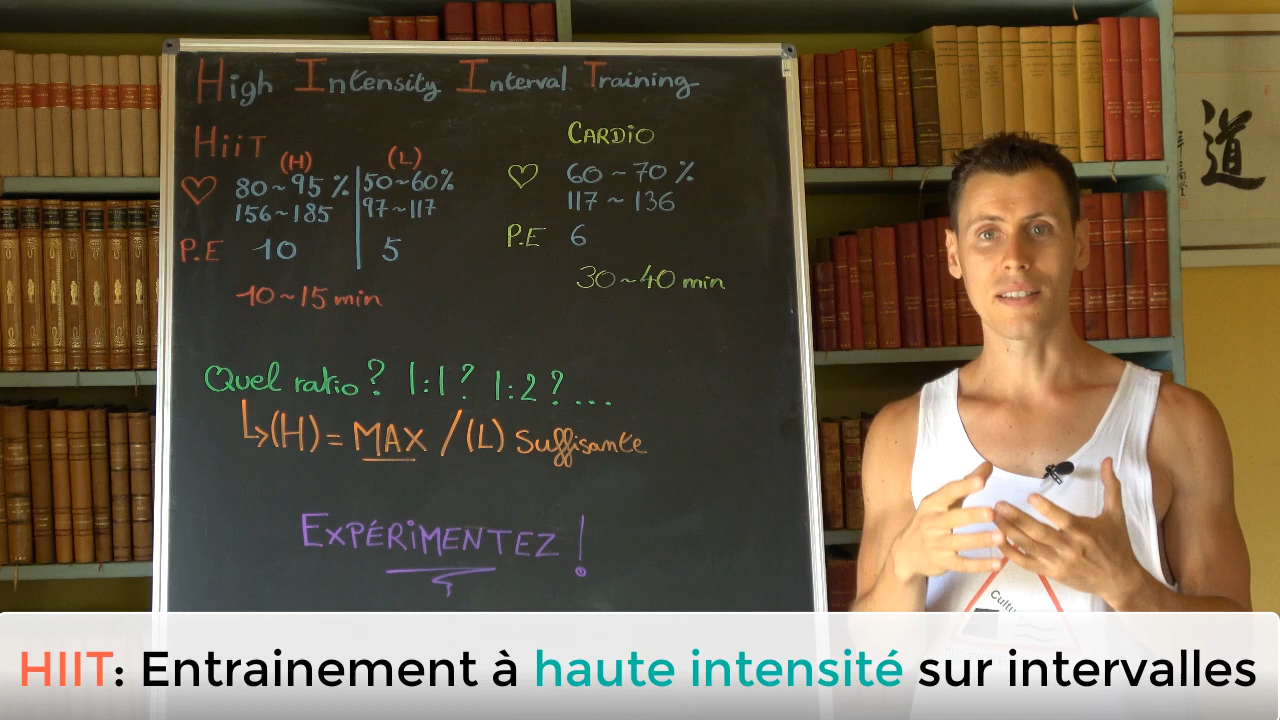 High Intensity Interval Training
HiiT
(H)
(L)
80~95 %
50~60%
156~185
97~117
P.E
10
5
10~15 min
CARDIO
60~70 %
117~136
P.E
6
30~40 min
Quel ratio? 1:1? 1:2?...
(H) = MAX / (L) Suffisante
EXPÉRIMENTEZ !
道
Cultu
HIIT: Entrainement à haute intensité sur intervalles